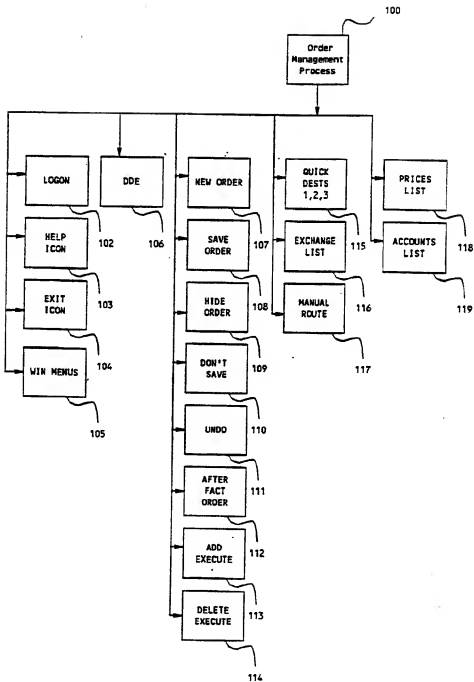 100
Order
Management
Process
LOGON
102
HELP
ICON
103
EXIT
ICON
104
WIN MENUS
105
DDE
106
NEW ORDER
107
SAVE
ORDER
108
HIDE
ORDER
109
DON'T
SAVE
110
UNDO
111
AFTER
FACT
ORDER
112
ADD
EXECUTE
113
DELETE
EXECUTE
114
QUICK
DESTS
1,2,3
115
EXCHANGE
LIST
116
MANUAL
ROUTE
117
PRICES
LIST
118
ACCOUNTS
LIST
119